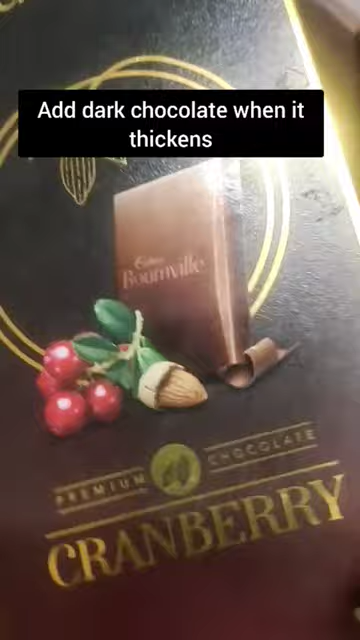 Add dark chocolate when it
thickens
Cadbury
Bournville
PREMIUM CHOCOLATE
CRANBERRY